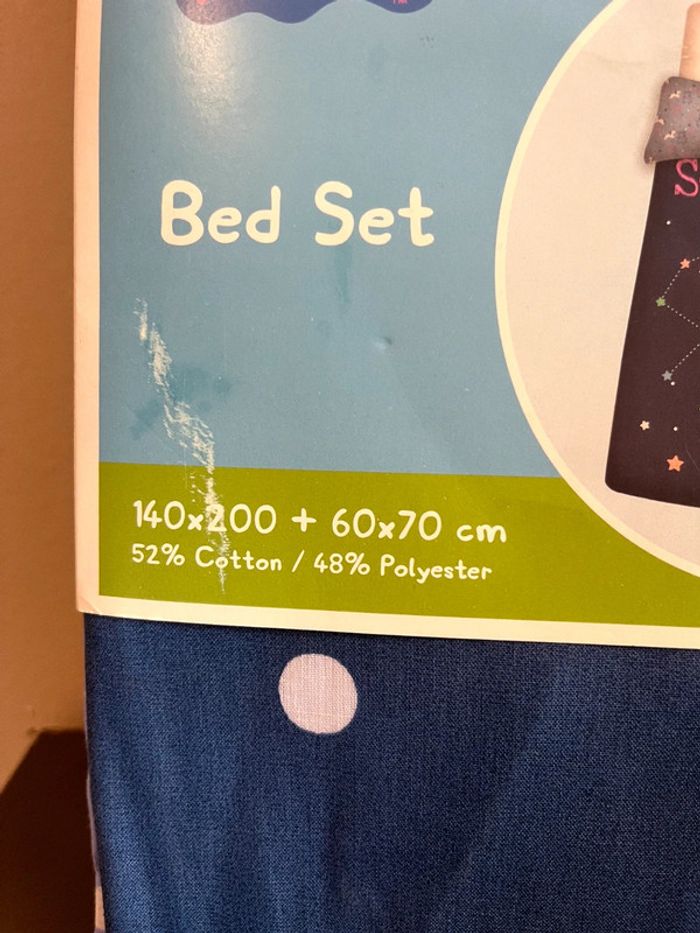 Bed Set
140x200 + 60x70 cm
52% Cotton / 48% Polyester
S